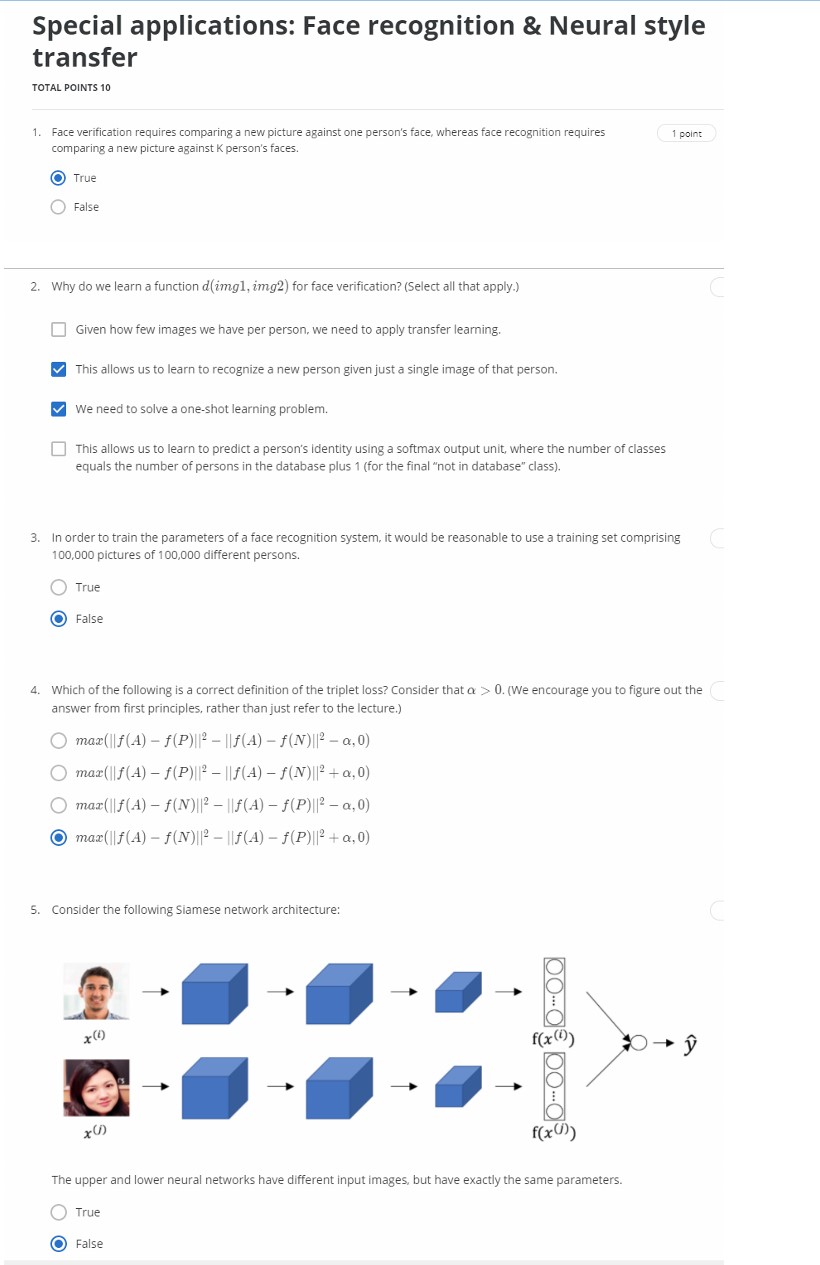 Special applications: Face recognition & Neural style
transfer
TOTAL POINTS 10
1. Face verification requires comparing a new picture against one person's face, whereas face recognition requires
comparing a new picture against K person's faces.
1 point
True
False
2. Why do we learn a function d(img1, img2) for face verification? (Select all that apply.)
Given how few images we have per person, we need to apply transfer learning.
This allows us to learn to recognize a new person given just a single image of that person.
We need to solve a one-shot learning problem.
This allows us to learn to predict a person's identity using a softmax output unit, where the number of classes
equals the number of persons in the database plus 1 (for the final "not in database" class).
3. In order to train the parameters of a face recognition system, it would be reasonable to use a training set comprising
100,000 pictures of 100,000 different persons.
True
False
4. Which of the following is a correct definition of the triplet loss? Consider that α > 0. (We encourage you to figure out the
answer from first principles, rather than just refer to the lecture.)
max(||f(A) − f(P)||² − ||f(A) − f(N)||² − α, 0)
max(||f(A) − f(P)||² − ||f(A) − f(N)||² + α, 0)
max(||f(A) − f(N)||² − ||f(A) − f(P)||² − α, 0)
max(||f(A) − f(N)||² − ||f(A) − f(P)||² + α, 0)
5. Consider the following Siamese network architecture:
x⁽ⁱ⁾
f(x⁽ⁱ⁾)
ŷ
x⁽ʲ⁾
f(x⁽ʲ⁾)
The upper and lower neural networks have different input images, but have exactly the same parameters.
True
False